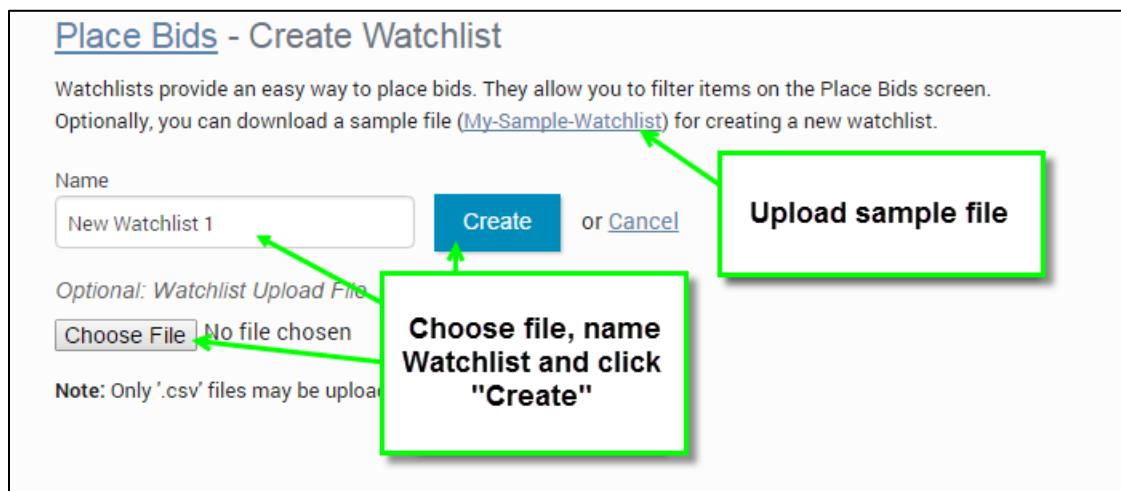 Place Bids - Create Watchlist
Watchlists provide an easy way to place bids. They allow you to filter items on the Place Bids screen.
Optionally, you can download a sample file (My-Sample-Watchlist) for creating a new watchlist.
Name
New Watchlist 1
Create
or Cancel
Upload sample file
Optional: Watchlist Upload File
Choose File No file chosen
Choose file, name
Watchlist and click
"Create"
Note: Only '.csv' files may be